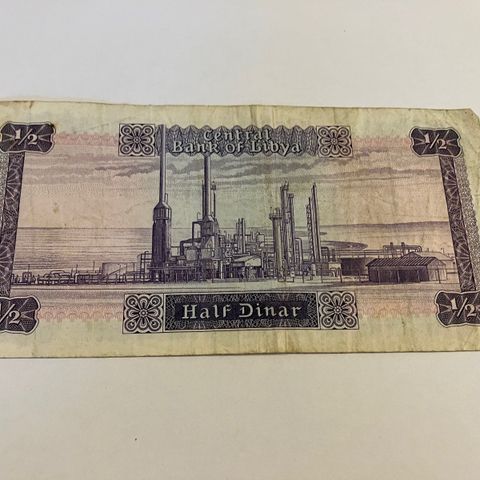 1/2
Central
Bank of Libya
1/2
1/2
Half Dinar
1/2